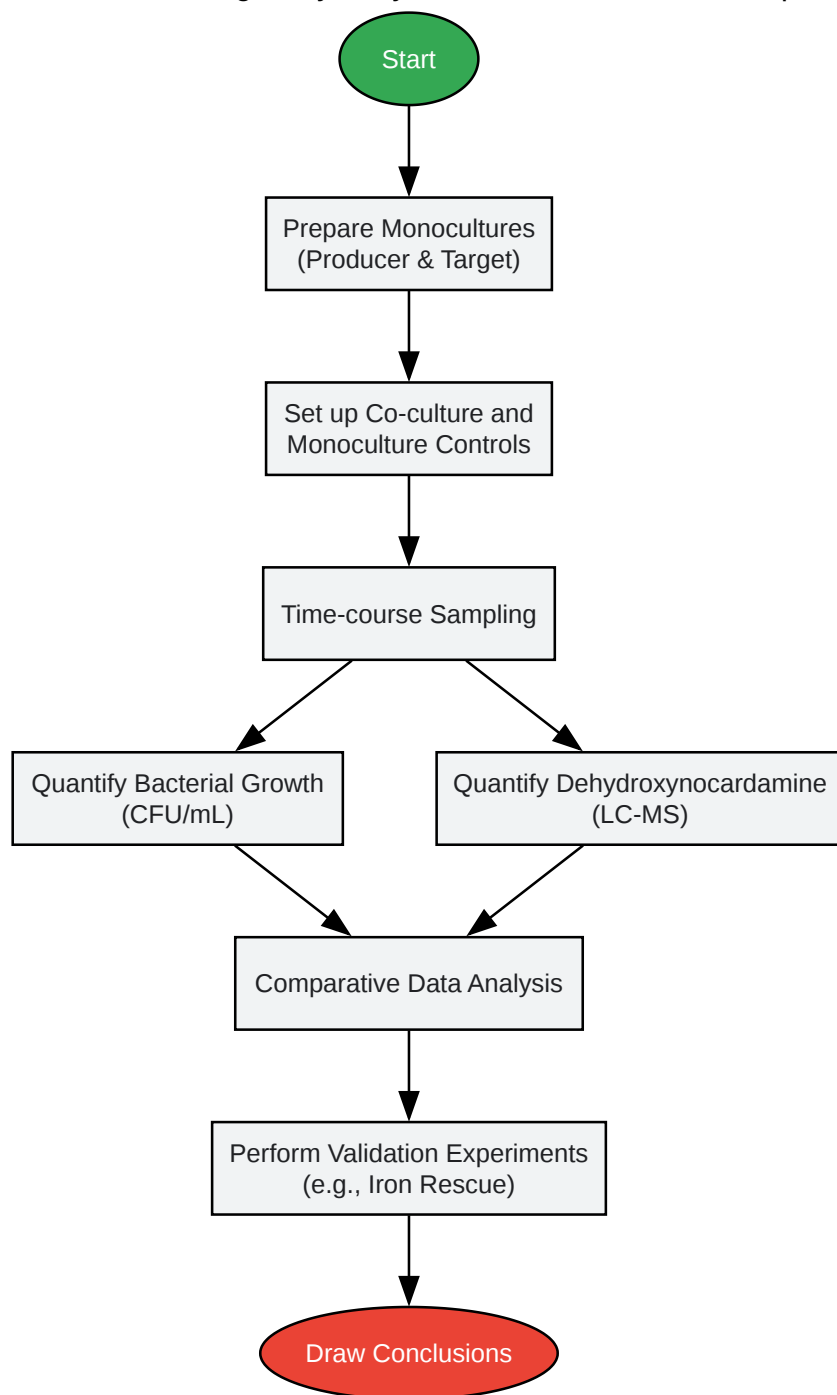 Start
Prepare Monocultures
(Producer & Target)
Set up Co-culture and
Monoculture Controls
Time-course Sampling
Quantify Bacterial Growth
(CFU/mL)
Quantify Dehydroxynocardamine
(LC-MS)
Comparative Data Analysis
Perform Validation Experiments
(e.g., Iron Rescue)
Draw Conclusions